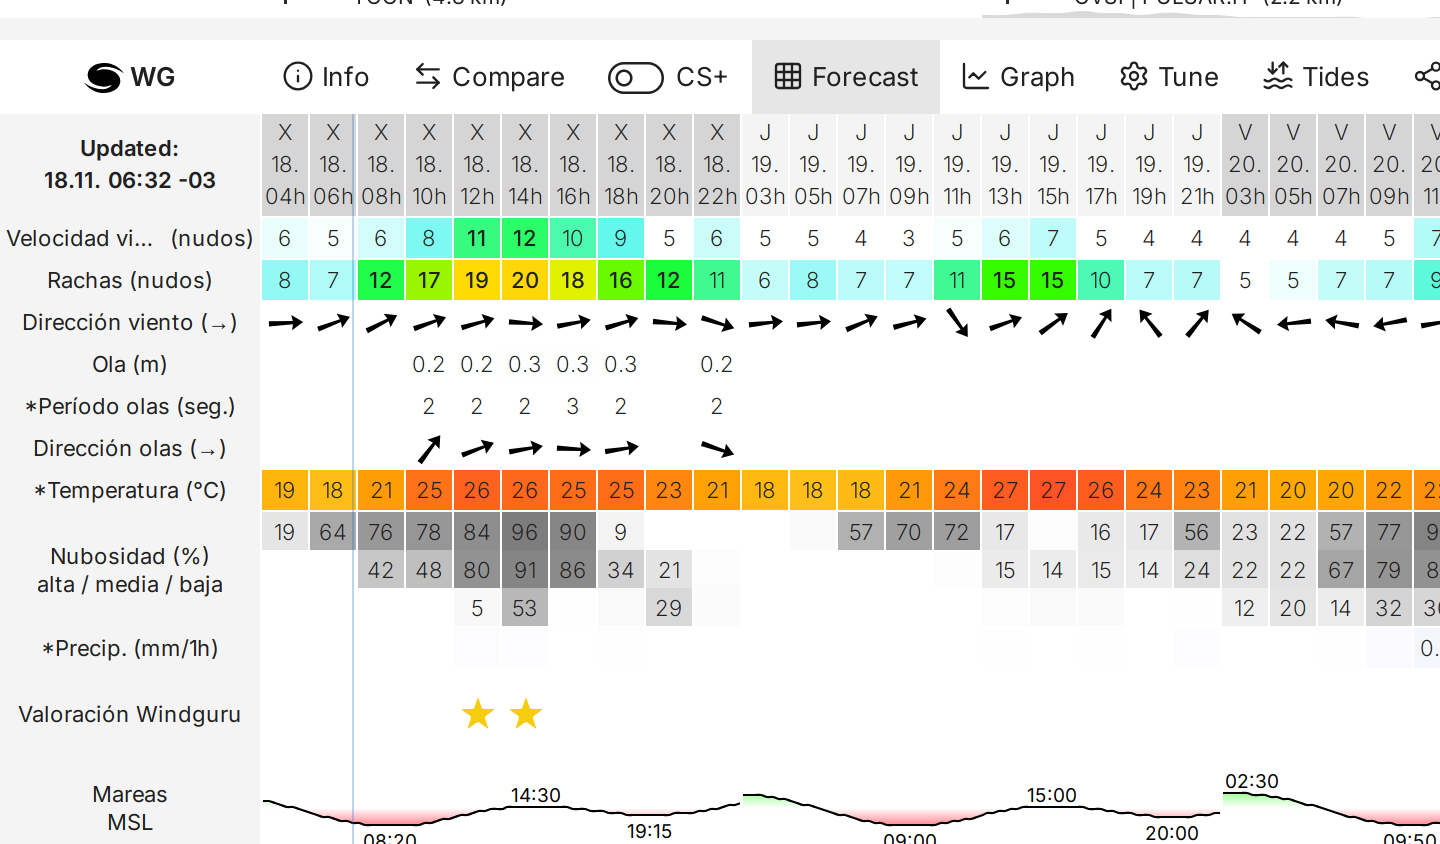 WG Info Compare CS+ Forecast Graph Tune Tides
Updated:
18.11. 06:32 -03
X X X X X X X X X X J J J J J J J J J J V V V V
18. 18. 18. 18. 18. 18. 18. 18. 18. 18. 19. 19. 19. 19. 19. 19. 19. 19. 19. 19. 20. 20. 20. 20.
04h 06h 08h 10h 12h 14h 16h 18h 20h 22h 03h 05h 07h 09h 11h 13h 15h 17h 19h 21h 03h 05h 07h 09h 11
Velocidad vi... (nudos) 6 5 6 8 11 12 10 9 5 6 5 5 4 3 5 6 7 5 4 4 4 4 4 5 7
Rachas (nudos) 8 7 12 17 19 20 18 16 12 11 6 8 7 7 11 15 15 10 7 7 5 5 7 7 9
Dirección viento (→)
Ola (m) 0.2 0.2 0.3 0.3 0.3 0.2
*Período olas (seg.) 2 2 2 3 2 2
Dirección olas (→)
*Temperatura (°C) 19 18 21 25 26 26 25 25 23 21 18 18 18 21 24 27 27 26 24 23 21 20 20 22
Nubosidad (%)
alta / media / baja
19 64 76 78 84 96 90 9 57 70 72 17 16 17 56 23 22 57 77
42 48 80 91 86 34 21 15 14 15 14 24 22 22 67 79
5 53 29 12 20 14 32
*Precip. (mm/1h) 0.
Valoración Windguru
Mareas
MSL
14:30 15:00 02:30
08:20 19:15 09:00 20:00 09:50